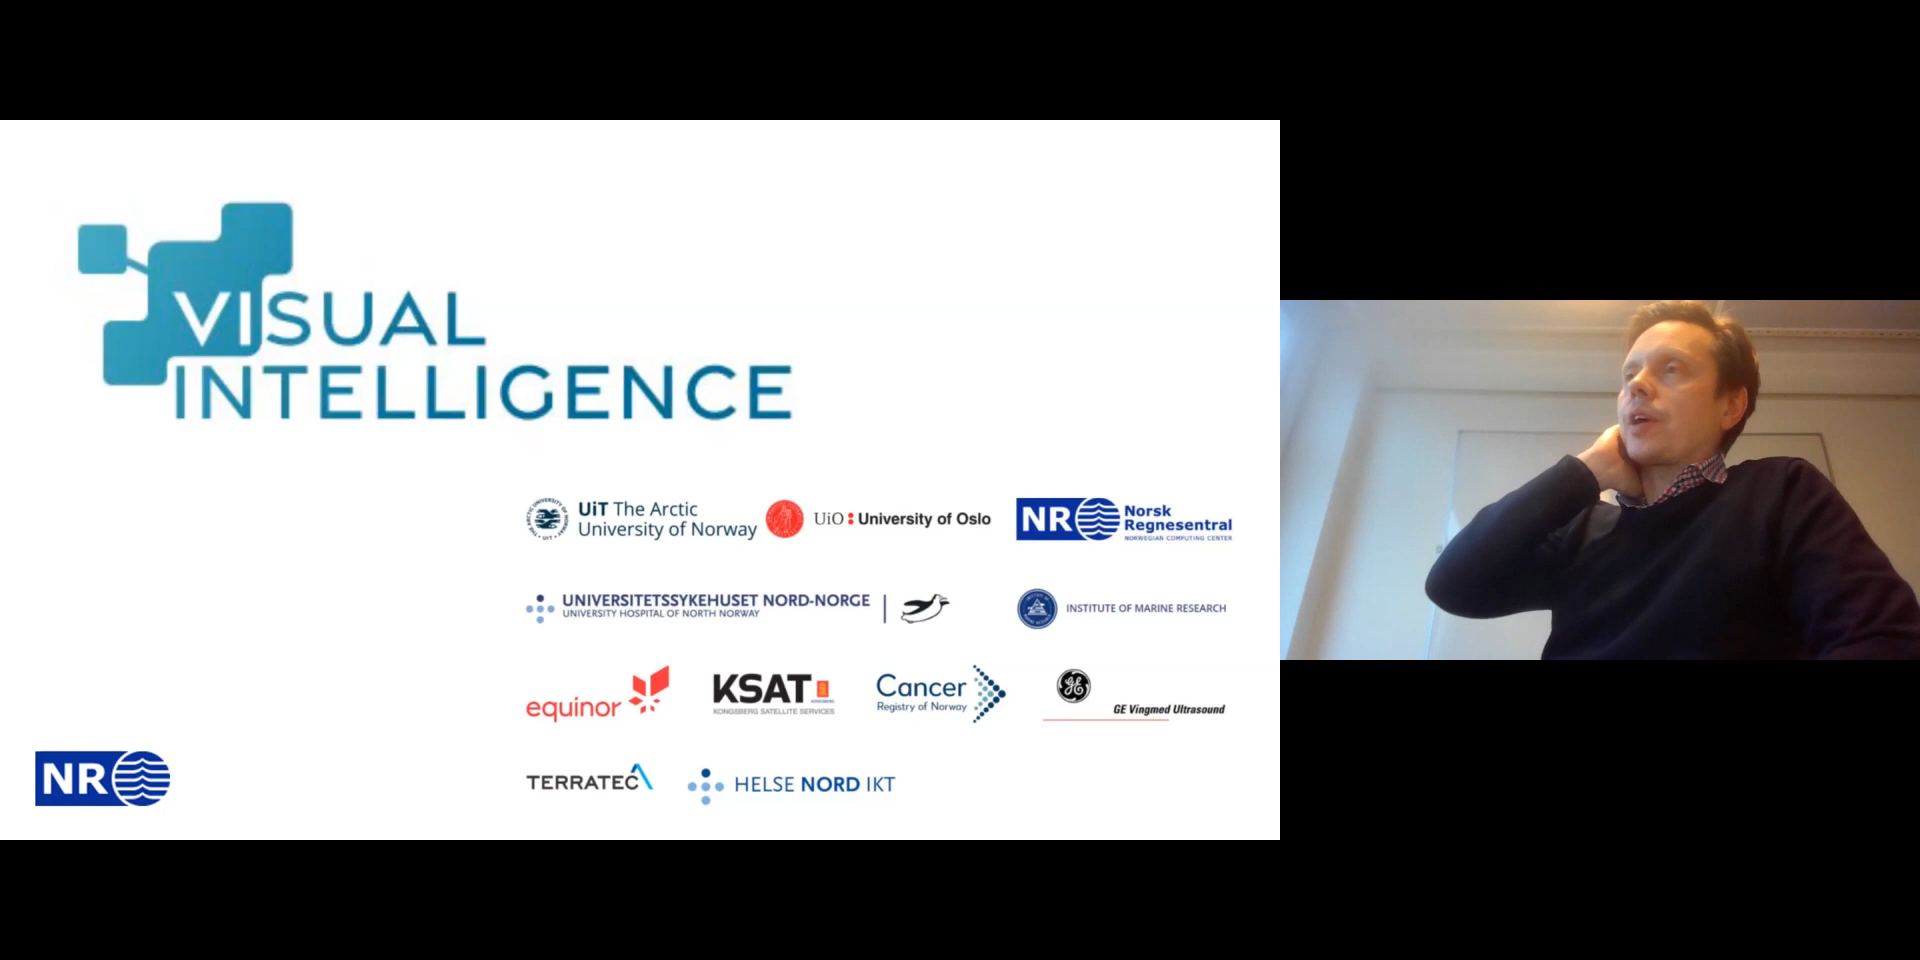 VISUAL
INTELLIGENCE
UiT The Arctic
University of Norway
UiO: University of Oslo
NR Norsk
Regnesentral
NORWEGIAN COMPUTING CENTER
UNIVERSITETSSYKEHUSET NORD-NORGE
UNIVERSITY HOSPITAL OF NORTH NORWAY
INSTITUTE OF MARINE RESEARCH
equinor
KSAT
KONGSBERG
KONGSBERG SATELLITE SERVICES
Cancer
Registry of Norway
GE
GE Vingmed Ultrasound
NR
TERRATEC
HELSE NORD IKT